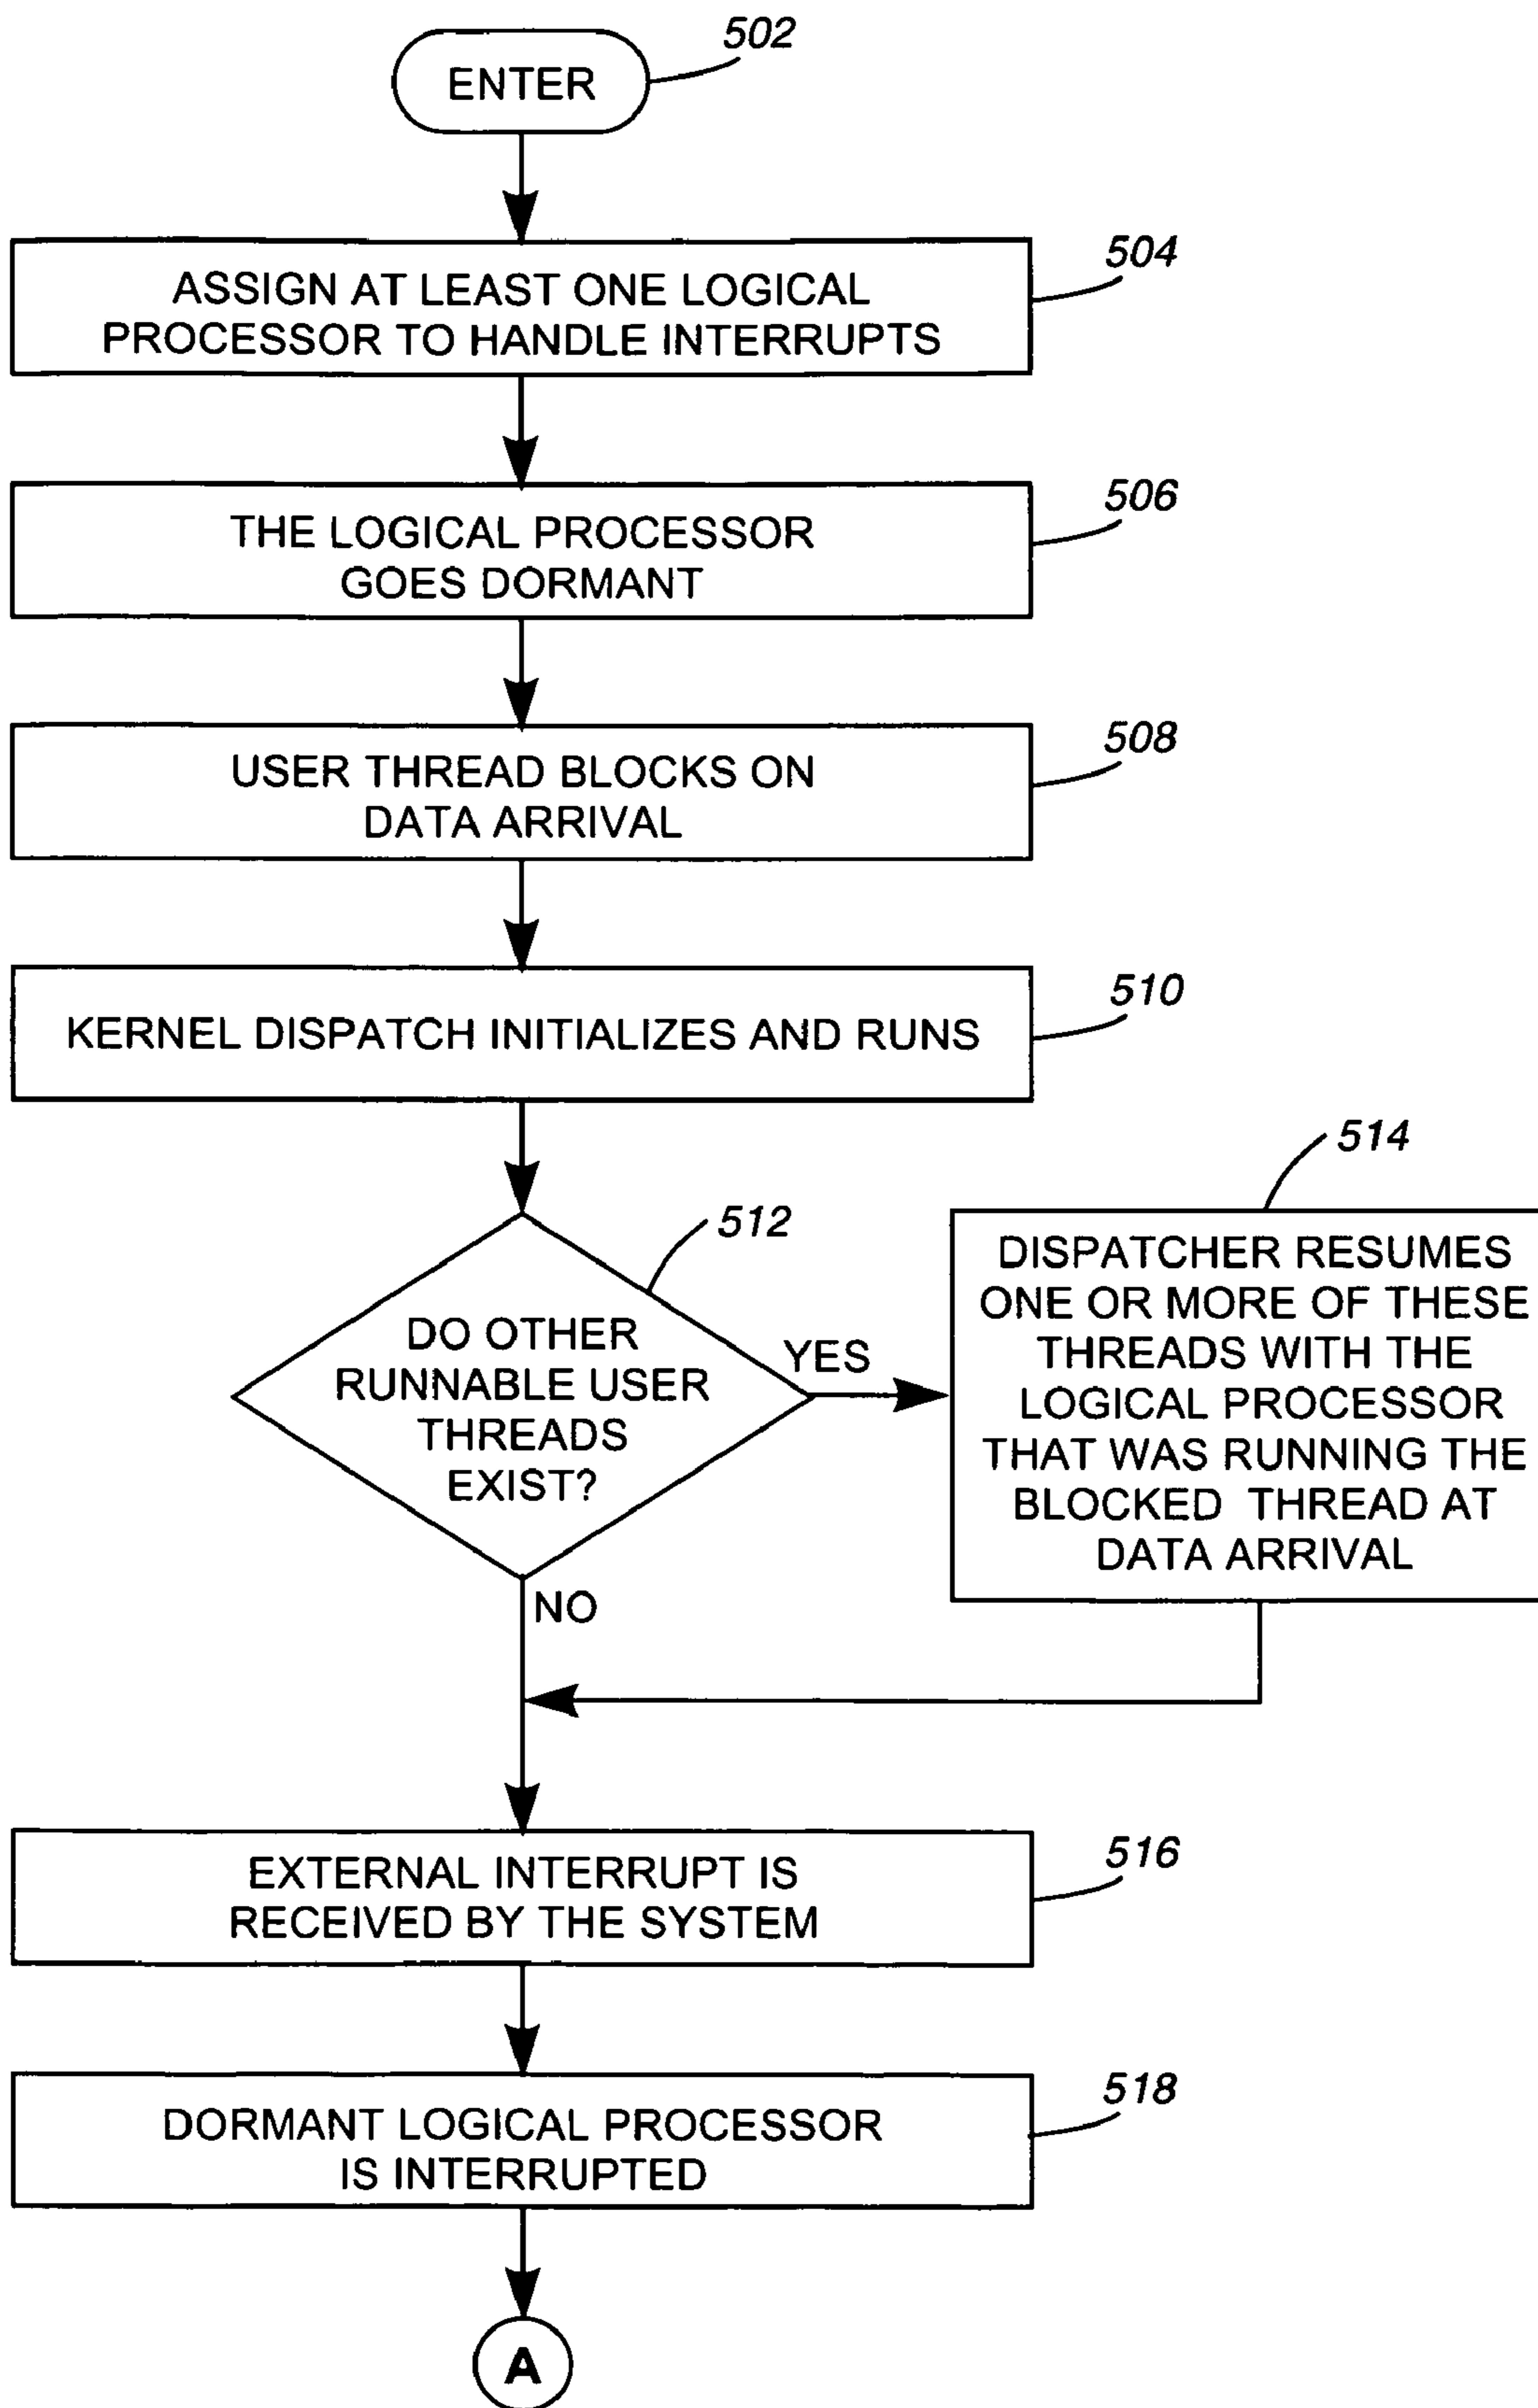 502
ENTER
504
ASSIGN AT LEAST ONE LOGICAL
PROCESSOR TO HANDLE INTERRUPTS
506
THE LOGICAL PROCESSOR
GOES DORMANT
508
USER THREAD BLOCKS ON
DATA ARRIVAL
510
KERNEL DISPATCH INITIALIZES AND RUNS
512
DO OTHER
RUNNABLE USER
THREADS
EXIST?
YES
514
DISPATCHER RESUMES
ONE OR MORE OF THESE
THREADS WITH THE
LOGICAL PROCESSOR
THAT WAS RUNNING THE
BLOCKED THREAD AT
DATA ARRIVAL
NO
516
EXTERNAL INTERRUPT IS
RECEIVED BY THE SYSTEM
518
DORMANT LOGICAL PROCESSOR
IS INTERRUPTED
A